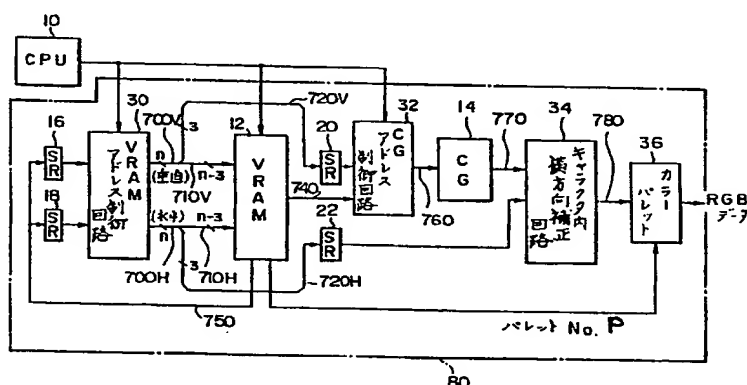 10
CPU
30
700V
720V
32
14
34
16
12
20
770
780
36
SR
VRAM
アドレス制御
回路
n
3
n-3
(垂直)
710V
VRAM
SR
CG
アドレス
制御回路
CG
キャラクタ内
横方向補正
回路
カラー
パレット
RGB
データ
740
760
18
SR
(水平)
n-3
n
3
22
SR
700H
710H
720H
750
パレット No. P
80